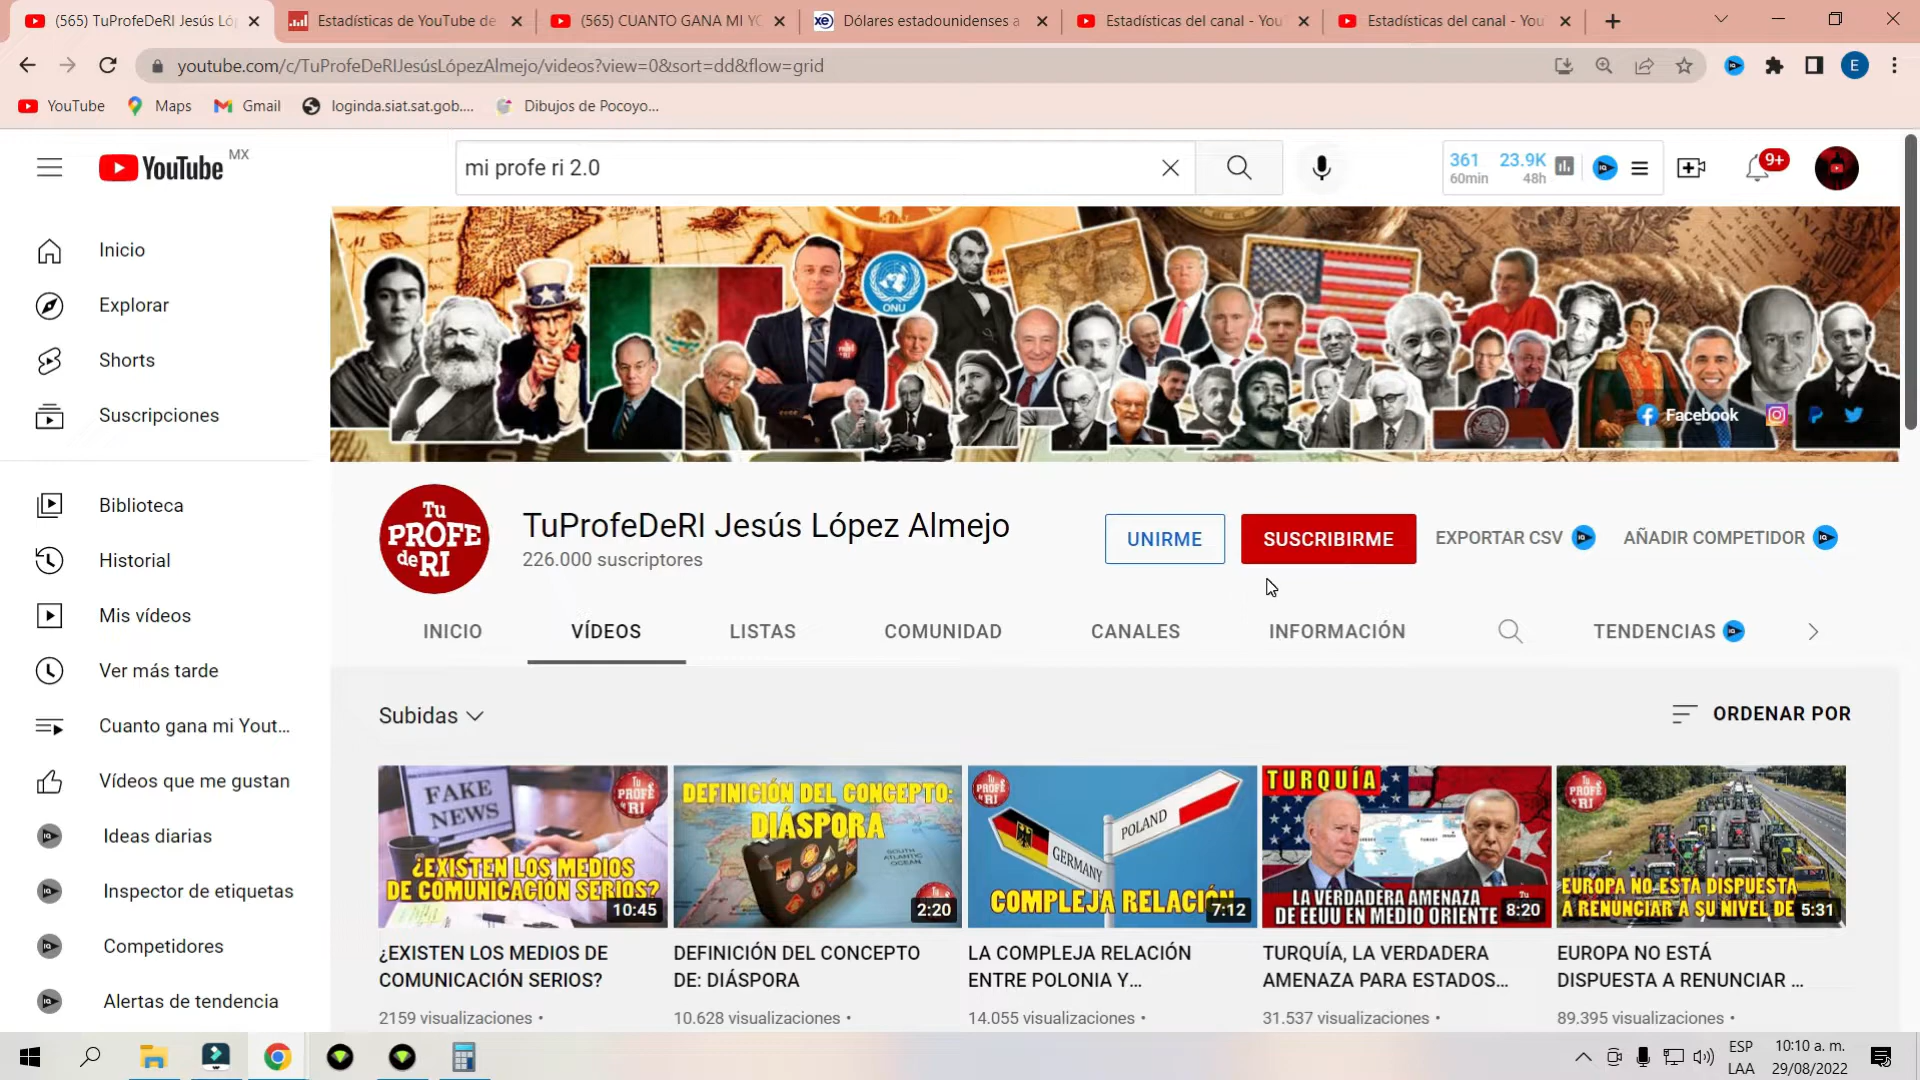 (565) TuProfeDeRI Jesús Ló
Estadísticas de YouTube de
(565) CUANTO GANA MI YO
xe
Dólares estadounidenses a
Estadísticas del canal - You
Estadísticas del canal - You
youtube.com/c/TuProfeDeRIJesúsLópezAlmejo/videos?view=0&sort=dd&flow=grid
E
YouTube
Maps
Gmail
loginda.siat.sat.gob....
Dibujos de Pocoyo...
YouTube MX
mi profe ri 2.0
361
60min
23.9K
48h
9+
Inicio
Explorar
Shorts
Suscripciones
Biblioteca
Historial
Mis vídeos
Ver más tarde
Cuanto gana mi Yout...
Vídeos que me gustan
Ideas diarias
Inspector de etiquetas
Competidores
Alertas de tendencia
ONU
Facebook
Tu
PROFE
deRI
TuProfeDeRI Jesús López Almejo
226.000 suscriptores
UNIRME
SUSCRIBIRME
EXPORTAR CSV
AÑADIR COMPETIDOR
INICIO
VÍDEOS
LISTAS
COMUNIDAD
CANALES
INFORMACIÓN
TENDENCIAS
Subidas
ORDENAR POR
FAKE
NEWS
¿EXISTEN LOS MEDIOS
DE COMUNICACIÓN SERIOS?
10:45
DEFINICIÓN DEL CONCEPTO:
DIÁSPORA
SOUTH
ATLANTIC
OCEAN
2:20
POLAND
GERMANY
COMPLEJA RELACIÓN
7:12
TURQUÍA
LA VERDADERA AMENAZA
DE EEUU EN MEDIO ORIENTE
8:20
EUROPA NO ESTÁ DISPUESTA
A RENUNCIAR A SU NIVEL DE
5:31
¿EXISTEN LOS MEDIOS DE
COMUNICACIÓN SERIOS?
2159 visualizaciones •
DEFINICIÓN DEL CONCEPTO
DE: DIÁSPORA
10.628 visualizaciones •
LA COMPLEJA RELACIÓN
ENTRE POLONIA Y...
14.055 visualizaciones •
TURQUÍA, LA VERDADERA
AMENAZA PARA ESTADOS...
31.537 visualizaciones •
EUROPA NO ESTÁ
DISPUESTA A RENUNCIAR ...
89.395 visualizaciones •
ESP
LAA
10:10 a. m.
29/08/2022